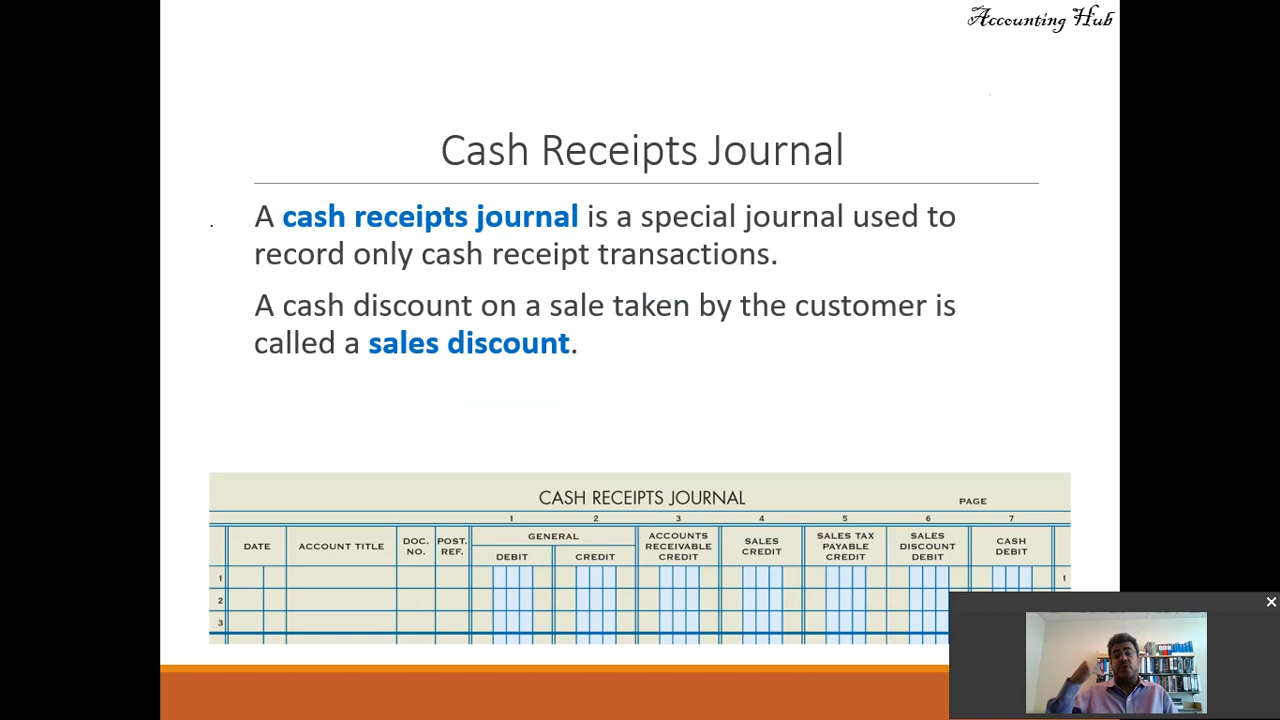 Accounting Hub
Cash Receipts Journal
A cash receipts journal is a special journal used to
record only cash receipt transactions.
A cash discount on a sale taken by the customer is
called a sales discount.
CASH RECEIPTS JOURNAL PAGE
1 2 3 4 5 6 7
DATE ACCOUNT TITLE DOC. NO. POST. REF. GENERAL DEBIT CREDIT ACCOUNTS RECEIVABLE CREDIT SALES CREDIT SALES TAX PAYABLE CREDIT SALES DISCOUNT DEBIT CASH DEBIT
1 1
2
3